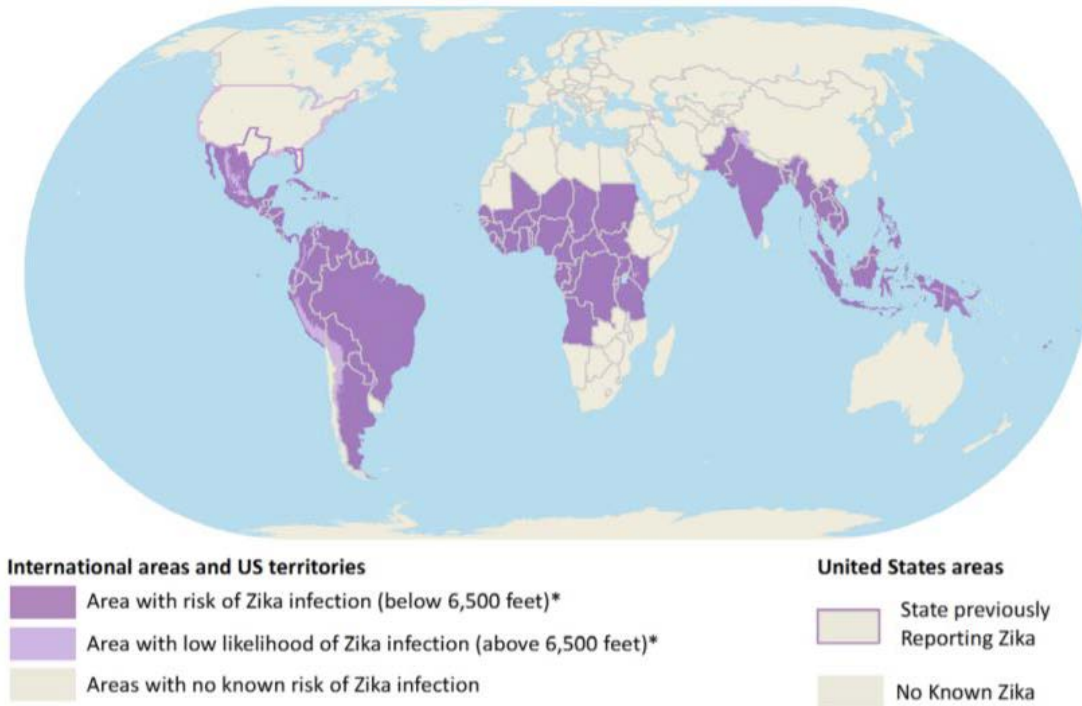 International areas and US territories
Area with risk of Zika infection (below 6,500 feet)*
Area with low likelihood of Zika infection (above 6,500 feet)*
Areas with no known risk of Zika infection
United States areas
State previously
Reporting Zika
No Known Zika